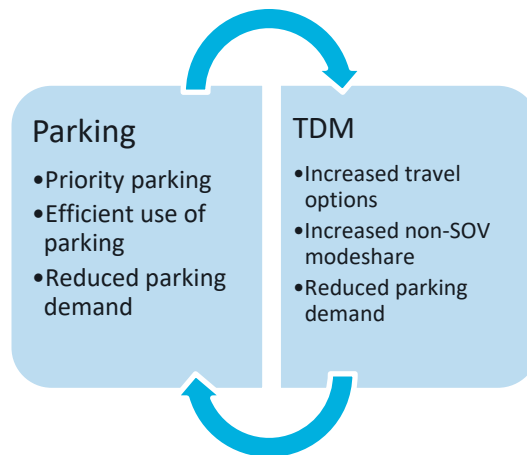 Parking
•Priority parking
•Efficient use of
parking
•Reduced parking
demand
TDM
•Increased travel
options
•Increased non-SOV
modeshare
•Reduced parking
demand